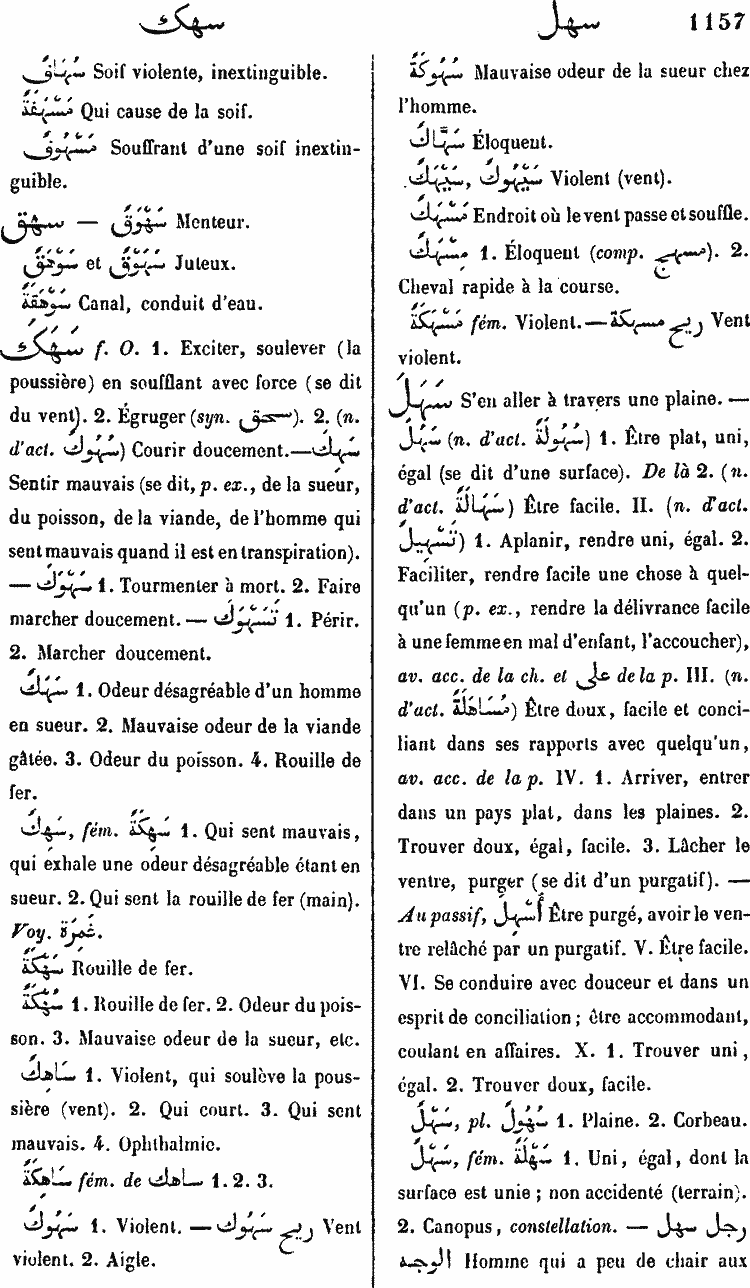 سهك
سهل
1157
سُهَافٌ Soif violente, inextinguible.
مَسْهَفَةٌ Qui cause de la soif.
مَسْهُوفٌ Souffrant d'une soif inextin-
guible.
سهق — سَهْوَقٌ Menteur.
سَهْوَقٌ et سَوْهَقٌ Juteux.
سَوْهَقَةٌ Canal, conduit d'eau.
سَهَكَ f. O. 1. Exciter, soulever (la
poussière) en soufflant avec force (se dit
du vent). 2. Égruger (syn. سحق). 2. (n.
d'act. سُهُوكٌ) Courir doucement.—سَهِكَ
Sentir mauvais (se dit, p. ex., de la sueur,
du poisson, de la viande, de l'homme qui
sent mauvais quand il est en transpiration).
— سَهْوَكَ 1. Tourmenter à mort. 2. Faire
marcher doucement. — تَسَهْوَكَ 1. Périr.
2. Marcher doucement.
سَهَكٌ 1. Odeur désagréable d'un homme
en sueur. 2. Mauvaise odeur de la viande
gâtée. 3. Odeur du poisson. 4. Rouille de
fer.
سَهِكٌ, fém. سَهِكَةٌ 1. Qui sent mauvais,
qui exhale une odeur désagréable étant en
sueur. 2. Qui sent la rouille de fer (main).
Voy. غَمِرَة.
سَهَكَةٌ Rouille de fer.
سُهْكَةٌ 1. Rouille de fer. 2. Odeur du pois-
son. 3. Mauvaise odeur de la sueur, etc.
سَاهِكٌ 1. Violent, qui soulève la pous-
sière (vent). 2. Qui court. 3. Qui sent
mauvais. 4. Ophthalmie.
سَاهِكَةٌ fém. de ساهك 1. 2. 3.
سَهُوكٌ 1. Violent. — ريح سَهُوك Vent
violent. 2. Aigle.
سُهُوكَةٌ Mauvaise odeur de la sueur chez
l'homme.
سَهَّاكٌ Éloquent.
سَيْهُوكٌ, سَيْهَكٌ Violent (vent).
مَسْهَكٌ Endroit où le vent passe et souffle.
مِسْهَكٌ 1. Éloquent (comp. مسهج). 2.
Cheval rapide à la course.
مَسْهَكَةٌ fém. Violent.— ريح مسهكة Vent
violent.
سَهَلَ S'en aller à travers une plaine. —
سَهُلَ (n. d'act. سُهُولَةٌ) 1. Être plat, uni,
égal (se dit d'une surface). De là 2. (n.
d'act. سَهَالَةٌ) Être facile. II. (n. d'act.
تَسْهِيلٌ) 1. Aplanir, rendre uni, égal. 2.
Faciliter, rendre facile une chose à quel-
qu'un (p. ex., rendre la délivrance facile
à une femme en mal d'enfant, l'accoucher),
av. acc. de la ch. et على de la p. III. (n.
d'act. مُسَاهَلَةٌ) Être doux, facile et conci-
liant dans ses rapports avec quelqu'un,
av. acc. de la p. IV. 1. Arriver, entrer
dans un pays plat, dans les plaines. 2.
Trouver doux, égal, facile. 3. Lâcher le
ventre, purger (se dit d'un purgatif). —
Au passif, أُسْهِلَ Être purgé, avoir le ven-
tre relâché par un purgatif. V. Être facile.
VI. Se conduire avec douceur et dans un
esprit de conciliation ; être accommodant,
coulant en affaires. X. 1. Trouver uni,
égal. 2. Trouver doux, facile.
سَهْلٌ, pl. سُهُولٌ 1. Plaine. 2. Corbeau.
سَهْلٌ, fém. سَهْلَةٌ 1. Uni, égal, dont la
surface est unie ; non accidenté (terrain).
2. Canopus, constellation. — رجل سهل
الوجه Homme qui a peu de chair aux